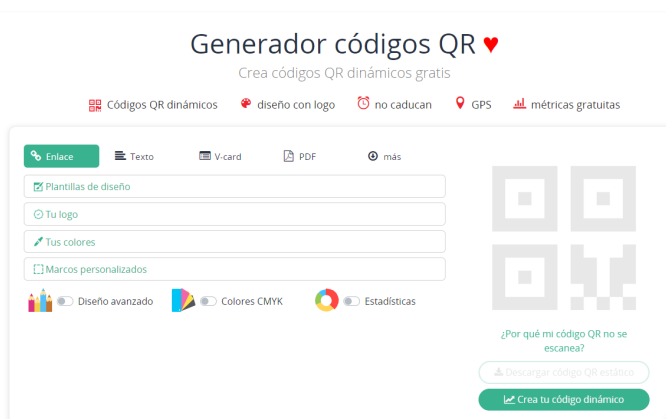 Generador códigos QR ♥
Crea códigos QR dinámicos gratis
Códigos QR dinámicos diseño con logo no caducan GPS métricas gratuitas
Enlace Texto V-card PDF más
Plantillas de diseño
Tu logo
Tus colores
Marcos personalizados
Diseño avanzado Colores CMYK Estadísticas
¿Por qué mi código QR no se
escanea?
Descargar código QR estático
Crea tu código dinámico